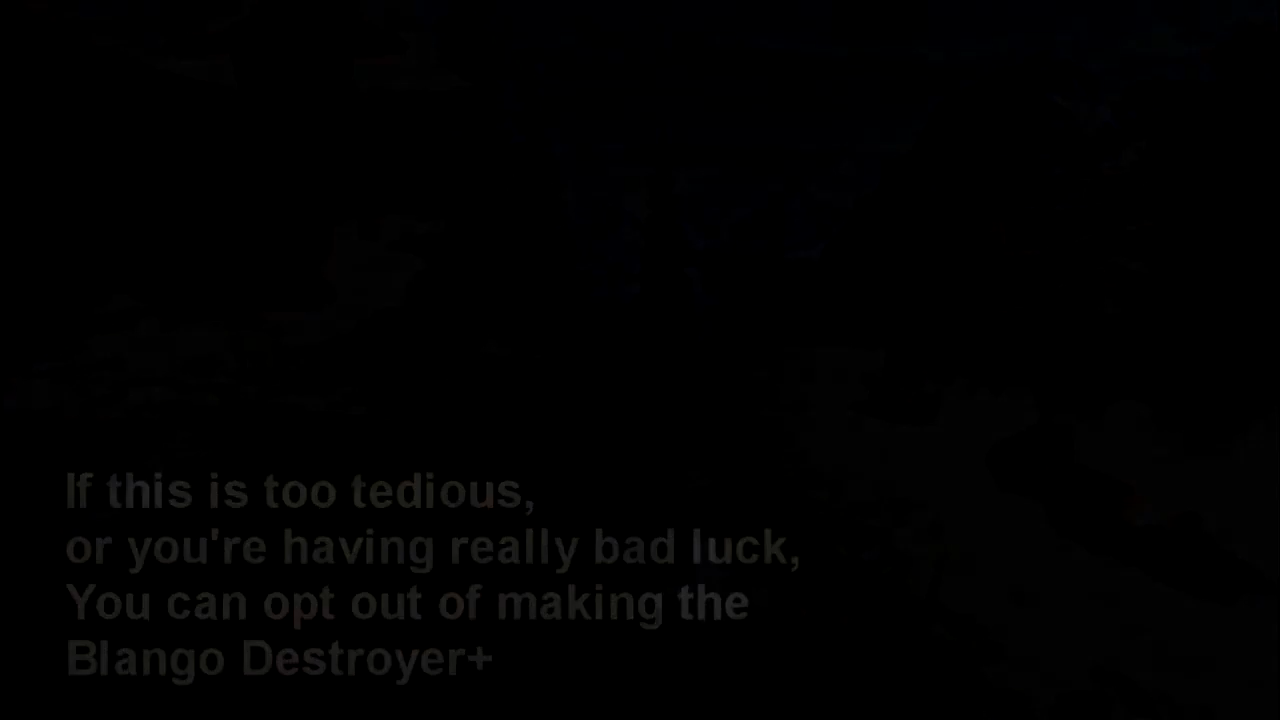 If this is too tedious,
or you're having really bad luck,
You can opt out of making the
Blango Destroyer+